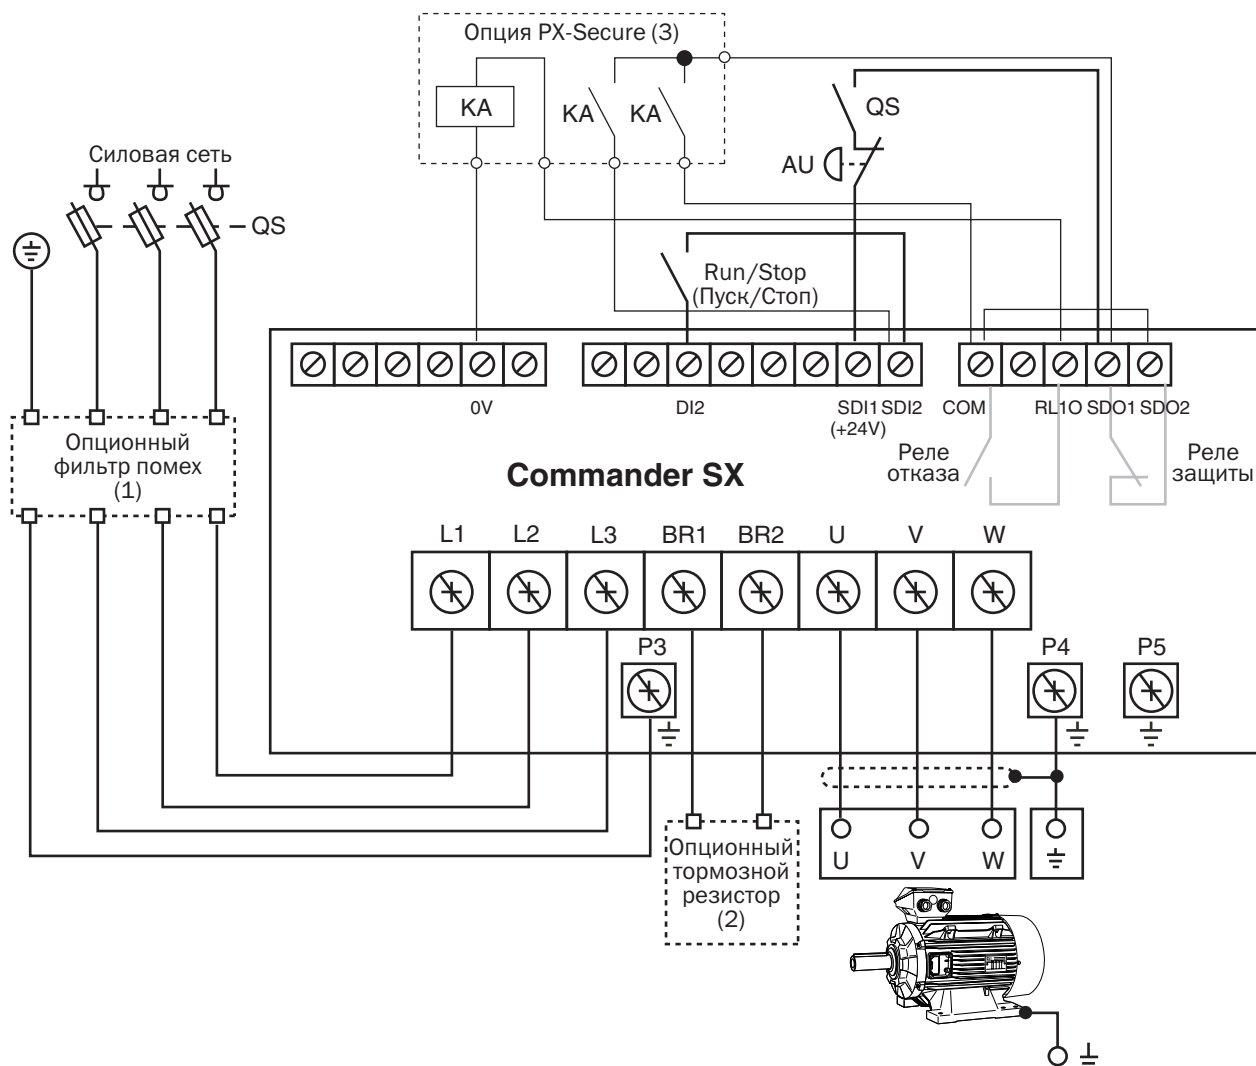 Опция PX-Secure (3)
KA
KA
KA
QS
AU
Силовая сеть
QS
Run/Stop
(Пуск/Стоп)
0V
DI2
SDI1 SDI2
(+24V)
COM
RL1O SDO1 SDO2
Реле
отказа
Реле
защиты
Опционный
фильтр помех
(1)
Commander SX
L1
L2
L3
BR1
BR2
U
V
W
P3
P4
P5
Опционный
тормозной
резистор
(2)
U
V
W